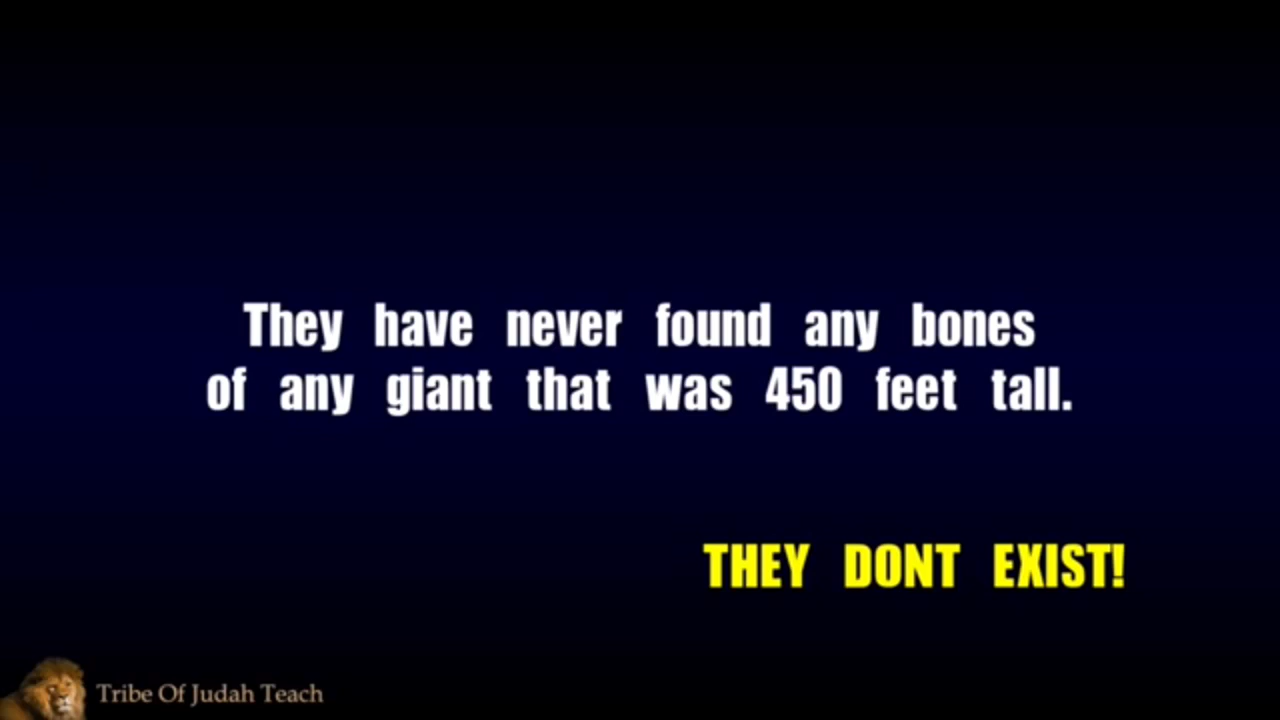 They have never found any bones
of any giant that was 450 feet tall.
THEY DONT EXIST!
Tribe Of Judah Teach